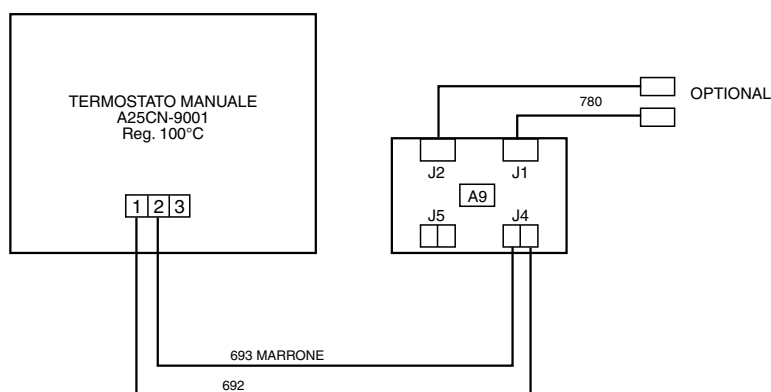 TERMOSTATO MANUALE
A25CN-9001
Reg. 100°C
1 2 3
OPTIONAL
780
J2 J1
A9
J5 J4
693 MARRONE
692